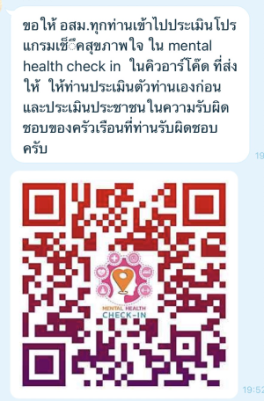 ขอให้ อสม.ทุกท่านเข้าไปประเมินโปร
แกรมเช็ึคสุขภาพใจ ใน mental
health check in ในคิวอาร์โค๊ด ที่ส่ง
ให้ ให้ท่านประเมินตัวท่านเองก่อน
และประเมินประชาชนในความรับผิด
ชอบของครัวเรือนที่ท่านรับผิดชอบ
ครับ
MENTAL HEALTH
CHECK-IN